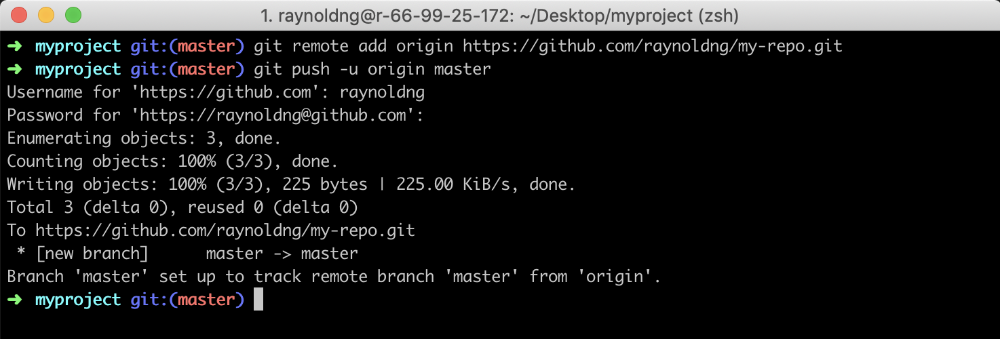 1. raynoldng@r-66-99-25-172: ~/Desktop/myproject (zsh)
➜  myproject git:(master) git remote add origin https://github.com/raynoldng/my-repo.git
➜  myproject git:(master) git push -u origin master
Username for 'https://github.com': raynoldng
Password for 'https://raynoldng@github.com':
Enumerating objects: 3, done.
Counting objects: 100% (3/3), done.
Writing objects: 100% (3/3), 225 bytes | 225.00 KiB/s, done.
Total 3 (delta 0), reused 0 (delta 0)
To https://github.com/raynoldng/my-repo.git
 * [new branch]      master -> master
Branch 'master' set up to track remote branch 'master' from 'origin'.
➜  myproject git:(master)